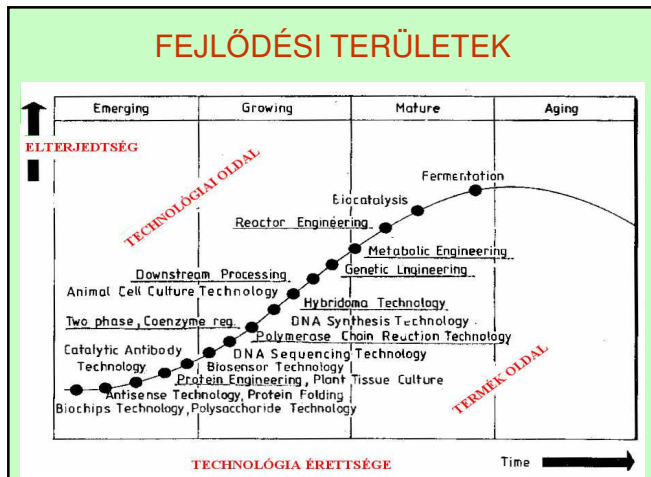 FEJLŐDÉSI TERÜLETEK
Emerging
Growing
Mature
Aging
ELTERJEDTSÉG
TECHNOLÓGIAI OLDAL
Fermentation
Biocatalysis
Reactor Engineering
Metabolic Engineering
Downstream Processing
Genetic Engineering
Animal Cell Culture Technology
Hybridoma Technology
Two phase, Coenzyme reg.
DNA Synthesis Technology
Polymerase Chain Reaction Technology
Catalytic Antibody
Technology
DNA Sequencing Technology
Biosensor Technology
Protein Engineering, Plant Tissue Culture
Antisense Technology, Protein Folding
Biochips Technology, Polysaccharide Technology
TERMÉK OLDAL
TECHNOLÓGIA ÉRETTSÉGE
Time